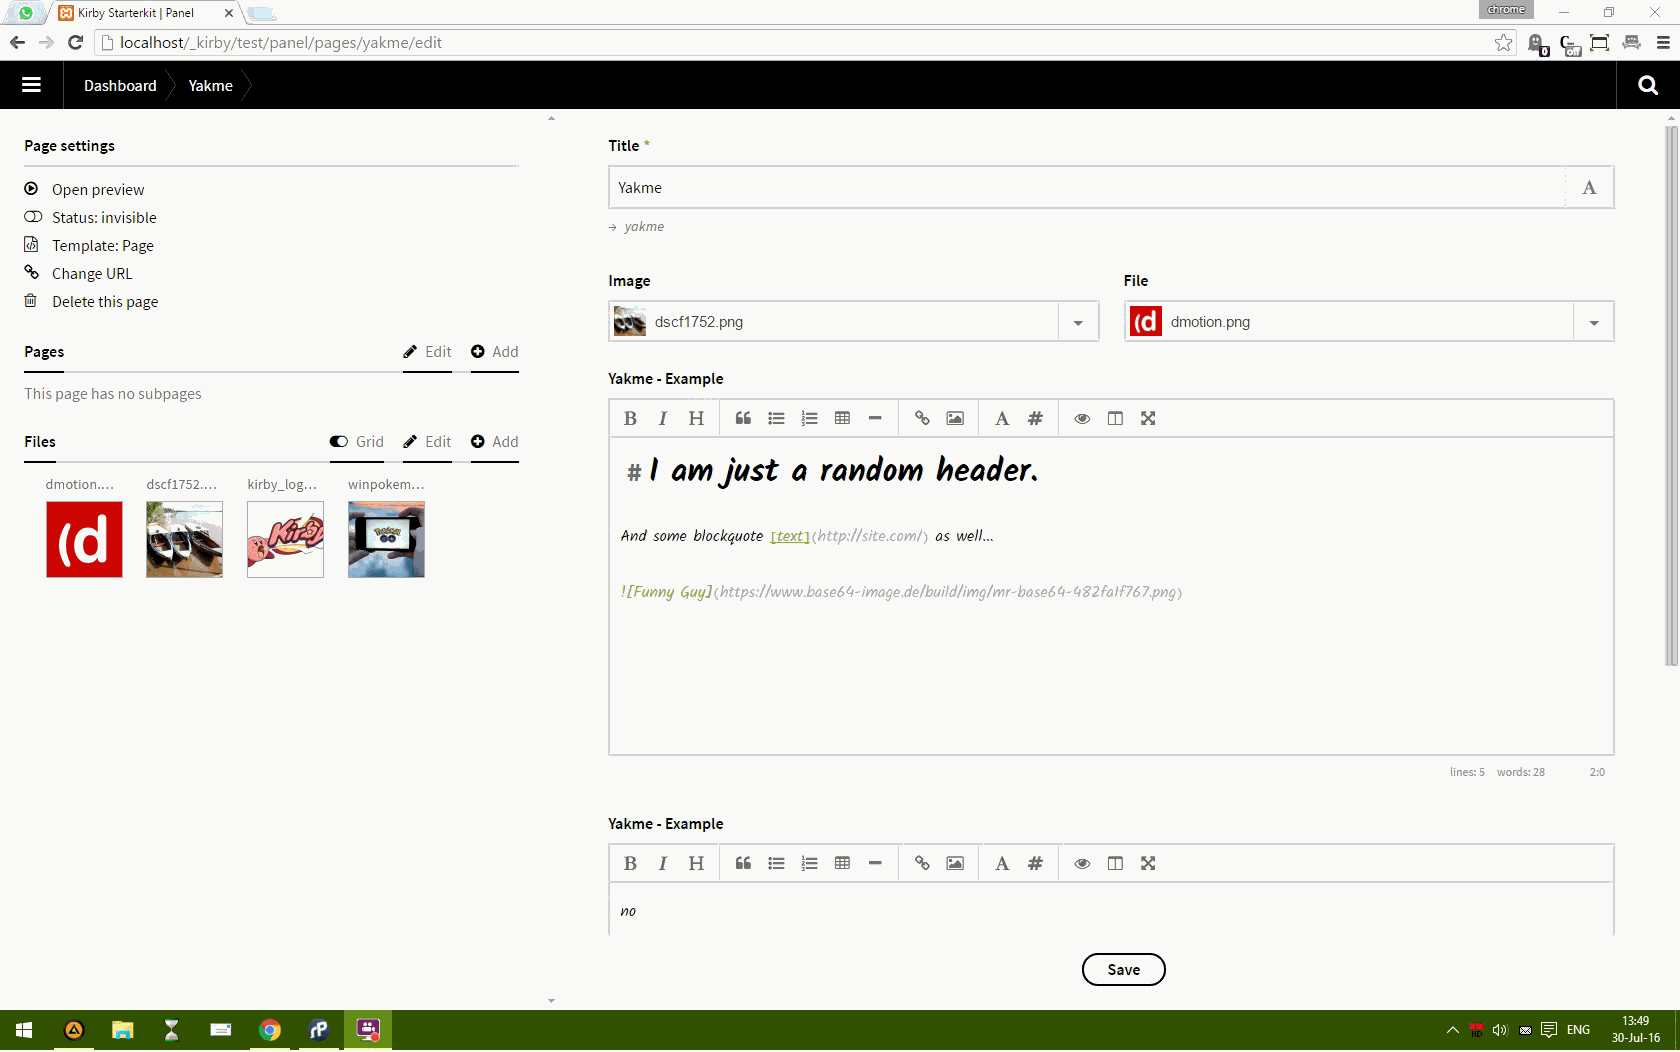 Kirby Starterkit | Panel
chrome
localhost/_kirby/test/panel/pages/yakme/edit
Dashboard Yakme
Page settings
Open preview
Status: invisible
Template: Page
Change URL
Delete this page
Pages Edit Add
This page has no subpages
Files Grid Edit Add
dmotion.... dscf1752.... kirby_log... winpokem...
(d Kirby POKÉMON GO
Title *
Yakme A
→ yakme
Image File
dscf1752.png (d dmotion.png
Yakme - Example
B I H A #
# I am just a random header.
And some blockquote [text](http://site.com/) as well...
![Funny Guy](https://www.base64-image.de/build/img/mr-base64-482fa1f767.png)
lines: 5 words: 28 2:0
Yakme - Example
B I H A #
no
Save
HD ENG 13:49
30-Jul-16